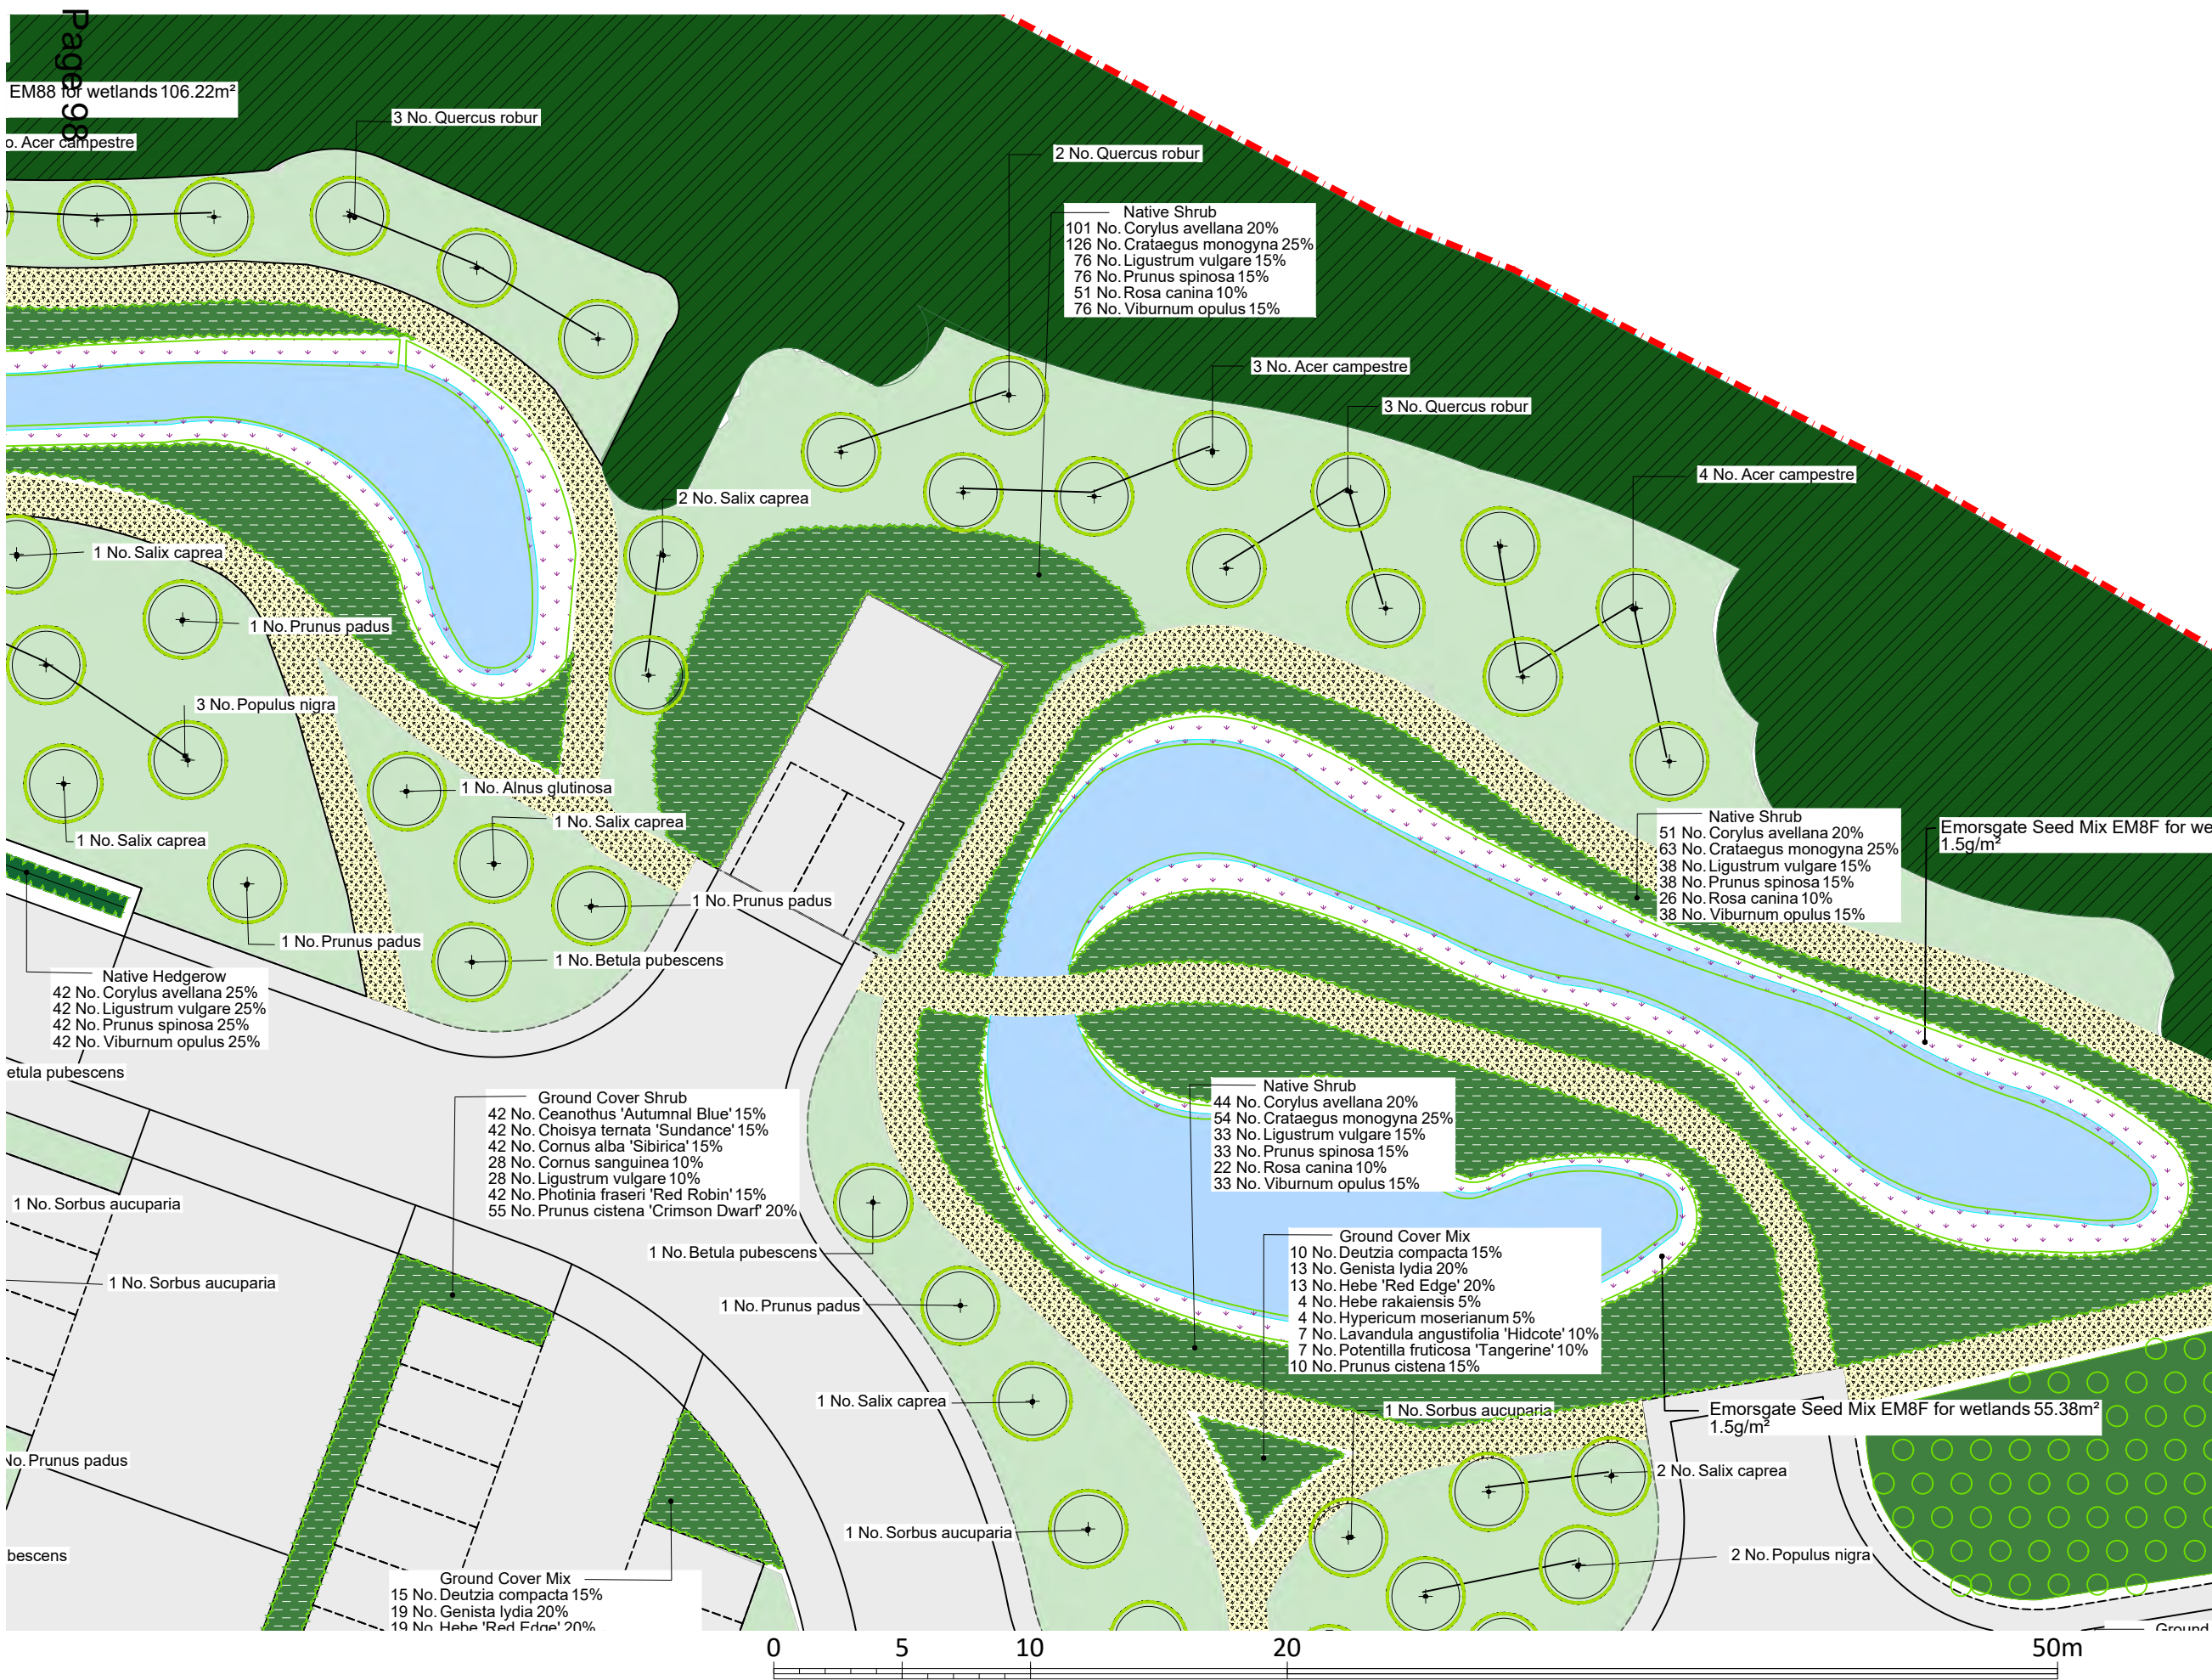 Page 98
EM88 for wetlands 106.22m²
o. Acer campestre
3 No. Quercus robur
2 No. Quercus robur
Native Shrub
101 No. Corylus avellana 20%
126 No. Crataegus monogyna 25%
76 No. Ligustrum vulgare 15%
76 No. Prunus spinosa 15%
51 No. Rosa canina 10%
76 No. Viburnum opulus 15%
3 No. Acer campestre
3 No. Quercus robur
4 No. Acer campestre
2 No. Salix caprea
1 No. Salix caprea
1 No. Prunus padus
3 No. Populus nigra
1 No. Alnus glutinosa
1 No. Salix caprea
1 No. Salix caprea
Native Shrub
51 No. Corylus avellana 20%
63 No. Crataegus monogyna 25%
38 No. Ligustrum vulgare 15%
38 No. Prunus spinosa 15%
26 No. Rosa canina 10%
38 No. Viburnum opulus 15%
Emorsgate Seed Mix EM8F for we
1.5g/m²
1 No. Prunus padus
1 No. Prunus padus
1 No. Betula pubescens
Native Hedgerow
42 No. Corylus avellana 25%
42 No. Ligustrum vulgare 25%
42 No. Prunus spinosa 25%
42 No. Viburnum opulus 25%
etula pubescens
Ground Cover Shrub
42 No. Ceanothus 'Autumnal Blue' 15%
42 No. Choisya ternata 'Sundance' 15%
42 No. Cornus alba 'Sibirica' 15%
28 No. Cornus sanguinea 10%
28 No. Ligustrum vulgare 10%
42 No. Photinia fraseri 'Red Robin' 15%
55 No. Prunus cistena 'Crimson Dwarf' 20%
Native Shrub
44 No. Corylus avellana 20%
54 No. Crataegus monogyna 25%
33 No. Ligustrum vulgare 15%
33 No. Prunus spinosa 15%
22 No. Rosa canina 10%
33 No. Viburnum opulus 15%
1 No. Sorbus aucuparia
1 No. Betula pubescens
Ground Cover Mix
10 No. Deutzia compacta 15%
13 No. Genista lydia 20%
13 No. Hebe 'Red Edge' 20%
4 No. Hebe rakaiensis 5%
4 No. Hypericum moserianum 5%
7 No. Lavandula angustifolia 'Hidcote' 10%
7 No. Potentilla fruticosa 'Tangerine' 10%
10 No. Prunus cistena 15%
1 No. Sorbus aucuparia
1 No. Prunus padus
1 No. Salix caprea
1 No. Sorbus aucuparia
Emorsgate Seed Mix EM8F for wetlands 55.38m²
1.5g/m²
No. Prunus padus
2 No. Salix caprea
1 No. Sorbus aucuparia
bescens
2 No. Populus nigra
Ground Cover Mix
15 No. Deutzia compacta 15%
19 No. Genista lydia 20%
19 No. Hebe 'Red Edge' 20%
Ground
0 5 10 20 50m